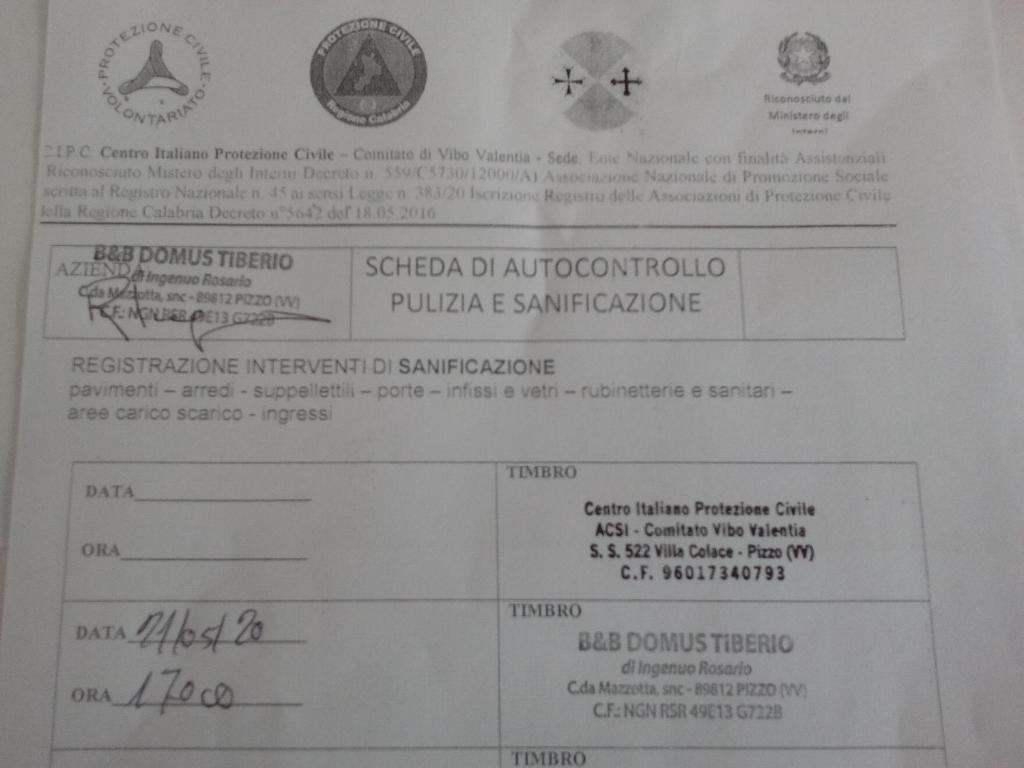 PROTEZIONE CIVILE
VOLONTARIATO
PROTEZIONE CIVILE
Regione Calabria
Riconosciuto dal
Ministero degli
Interni
C.I.P.C. Centro Italiano Protezione Civile – Comitato di Vibo Valentia - Sede. Ente Nazionale con finalità Assistenziali
Riconosciuto Mistero degli Interni Decreto n. 559/C5730/12000/A) Associazione Nazionale di Promozione Sociale
scritta al Registro Nazionale n. 45 ai sensi Legge n. 383/20 Iscrizione Registro delle Associazioni di Protezione Civile
della Regione Calabria Decreto n°5642 del 18.05.2016
AZIENDA
B&B DOMUS TIBERIO
di Ingenuo Rosario
C.da Mazzotta, snc - 89812 PIZZO (VV)
C.F.: NGN RSR 49E13 G722B
SCHEDA DI AUTOCONTROLLO
PULIZIA E SANIFICAZIONE
REGISTRAZIONE INTERVENTI DI SANIFICAZIONE
pavimenti – arredi - suppellettili – porte – infissi e vetri – rubinetterie e sanitari –
aree carico scarico - ingressi
DATA
ORA
TIMBRO
Centro Italiano Protezione Civile
ACSI - Comitato Vibo Valentia
S. S. 522 Villa Colace - Pizzo (VV)
C.F. 96017340793
DATA 21/05/20
ORA 17,00
TIMBRO
B&B DOMUS TIBERIO
di Ingenuo Rosario
C.da Mazzotta, snc - 89812 PIZZO (VV)
C.F.: NGN RSR 49E13 G722B
TIMBRO